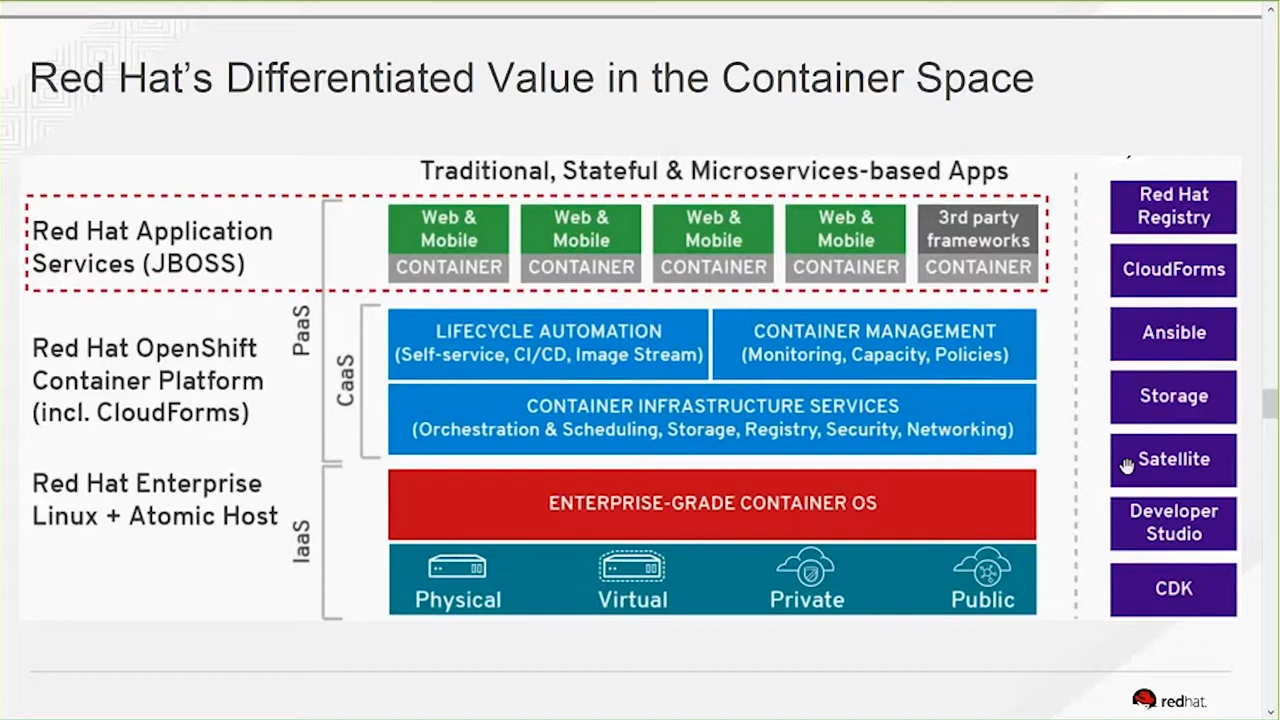 Red Hat's Differentiated Value in the Container Space
Traditional, Stateful & Microservices-based Apps
Red Hat Application
Services (JBOSS)
Web &
Mobile
CONTAINER
Web &
Mobile
CONTAINER
Web &
Mobile
CONTAINER
Web &
Mobile
CONTAINER
3rd party
frameworks
CONTAINER
PaaS
CaaS
Red Hat OpenShift
Container Platform
(incl. CloudForms)
LIFECYCLE AUTOMATION
(Self-service, CI/CD, Image Stream)
CONTAINER MANAGEMENT
(Monitoring, Capacity, Policies)
CONTAINER INFRASTRUCTURE SERVICES
(Orchestration & Scheduling, Storage, Registry, Security, Networking)
Red Hat Enterprise
Linux + Atomic Host
IaaS
ENTERPRISE-GRADE CONTAINER OS
Physical
Virtual
Private
Public
Red Hat
Registry
CloudForms
Ansible
Storage
Satellite
Developer
Studio
CDK
redhat.